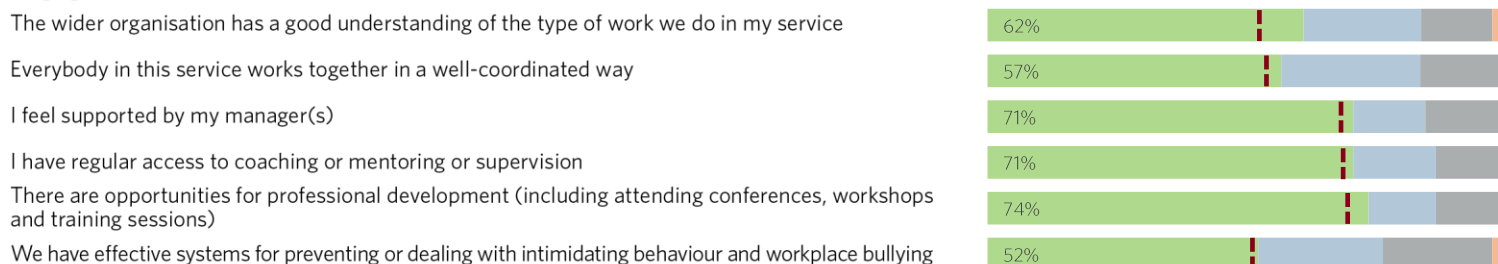 The wider organisation has a good understanding of the type of work we do in my service
62%
Everybody in this service works together in a well-coordinated way
57%
I feel supported by my manager(s)
71%
I have regular access to coaching or mentoring or supervision
71%
There are opportunities for professional development (including attending conferences, workshops
and training sessions)
74%
We have effective systems for preventing or dealing with intimidating behaviour and workplace bullying
52%